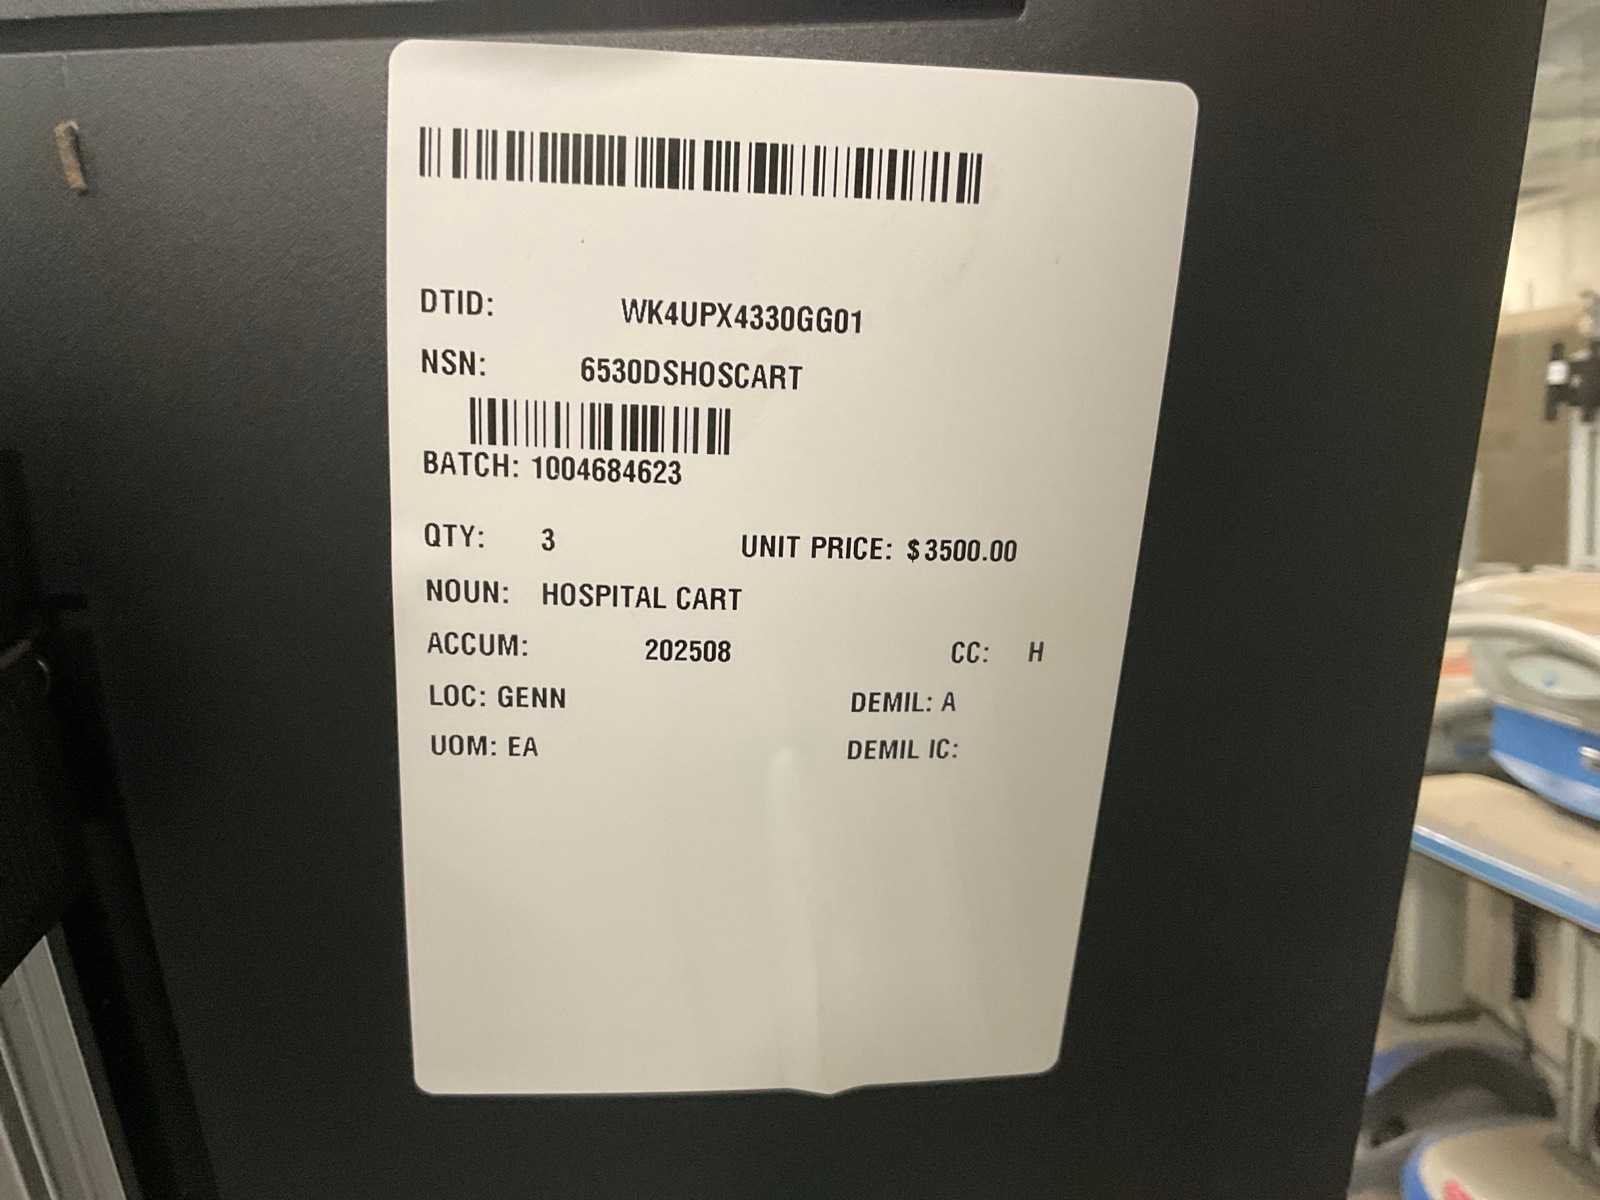 DTID: WK4UPX4330GG01
NSN: 6530DSHOSCART
BATCH: 1004684623
QTY: 3 UNIT PRICE: $3500.00
NOUN: HOSPITAL CART
ACCUM: 202508 CC: H
LOC: GENN DEMIL: A
UOM: EA DEMIL IC: